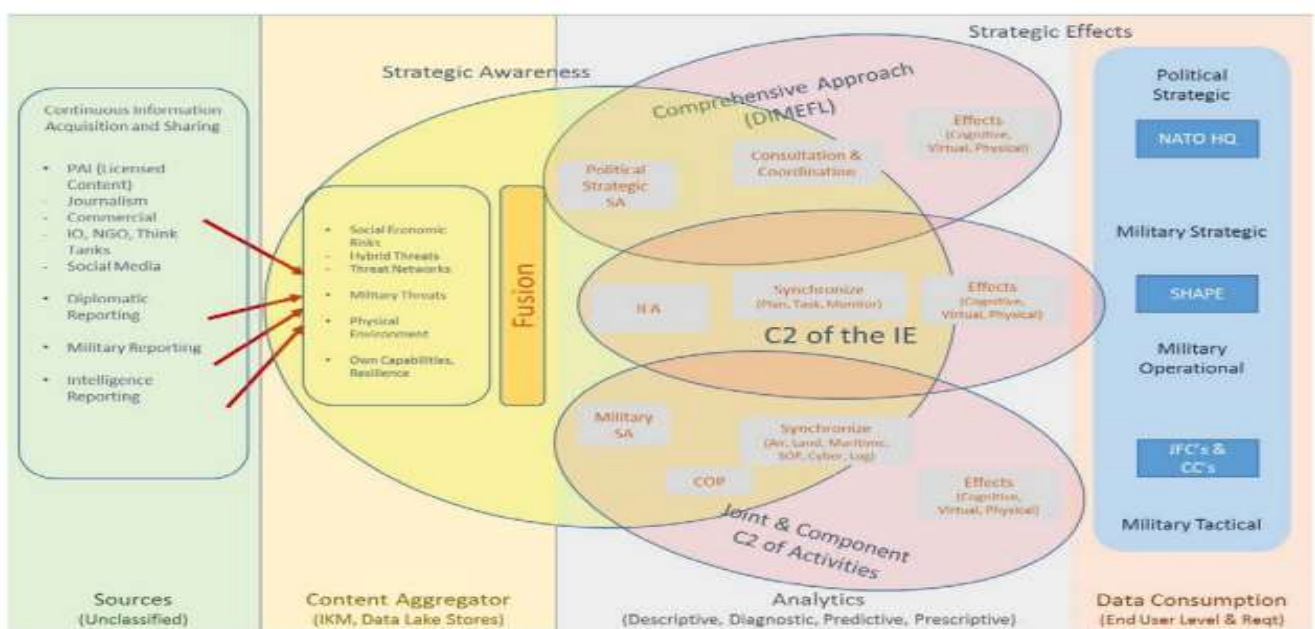 Strategic Effects
Strategic Awareness
Continuous Information
Acquisition and Sharing
• PAI (Licensed
Content)
- Journalism
- Commercial
- IO, NGO, Think
Tanks
- Social Media
• Diplomatic
Reporting
• Military Reporting
• Intelligence
Reporting
• Social Economic
Risks
- Hybrid Threats
- Threat Networks
• Military Threats
• Physical
Environment
• Own Capabilities,
Resilience
Fusion
Comprehensive Approach
(DIMEFL)
Political
Strategic
SA
Consultation &
Coordination
Effects
(Cognitive,
Virtual, Physical)
Synchronize
(Plan, Task, Monitor)
Effects
(Cognitive,
Virtual, Physical)
C2 of the IE
Military
SA
Synchronize
(Air, Land, Maritime,
SOF, Cyber, Log)
COP
Effects
(Cognitive,
Virtual, Physical)
Joint & Component
C2 of Activities
Political
Strategic
NATO HQ
Military Strategic
SHAPE
Military
Operational
JFC's &
CC's
Military Tactical
Sources
(Unclassified)
Content Aggregator
(IKM, Data Lake Stores)
Analytics
(Descriptive, Diagnostic, Predictive, Prescriptive)
Data Consumption
(End User Level & Reqt)